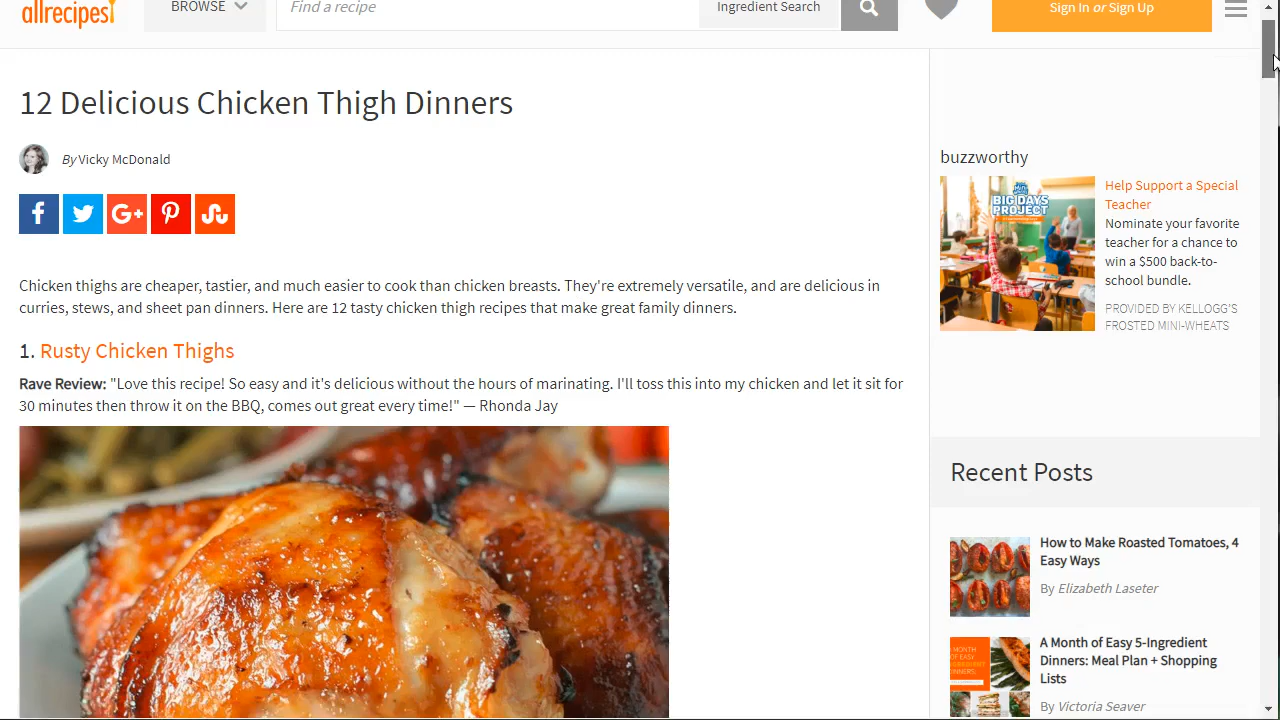 allrecipes!
BROWSE
Find a recipe
Ingredient Search
Sign In or Sign Up
12 Delicious Chicken Thigh Dinners
By Vicky McDonald
Chicken thighs are cheaper, tastier, and much easier to cook than chicken breasts. They're extremely versatile, and are delicious in
curries, stews, and sheet pan dinners. Here are 12 tasty chicken thigh recipes that make great family dinners.
1. Rusty Chicken Thighs
Rave Review: "Love this recipe! So easy and it's delicious without the hours of marinating. I'll toss this into my chicken and let it sit for
30 minutes then throw it on the BBQ, comes out great every time!" — Rhonda Jay
buzzworthy
BIG DAYS
PROJECT
Help Support a Special
Teacher
Nominate your favorite
teacher for a chance to
win a $500 back-to-
school bundle.
PROVIDED BY KELLOGG'S
FROSTED MINI-WHEATS
Recent Posts
How to Make Roasted Tomatoes, 4
Easy Ways
By Elizabeth Laseter
A Month of Easy 5-Ingredient
Dinners: Meal Plan + Shopping
Lists
By Victoria Seaver